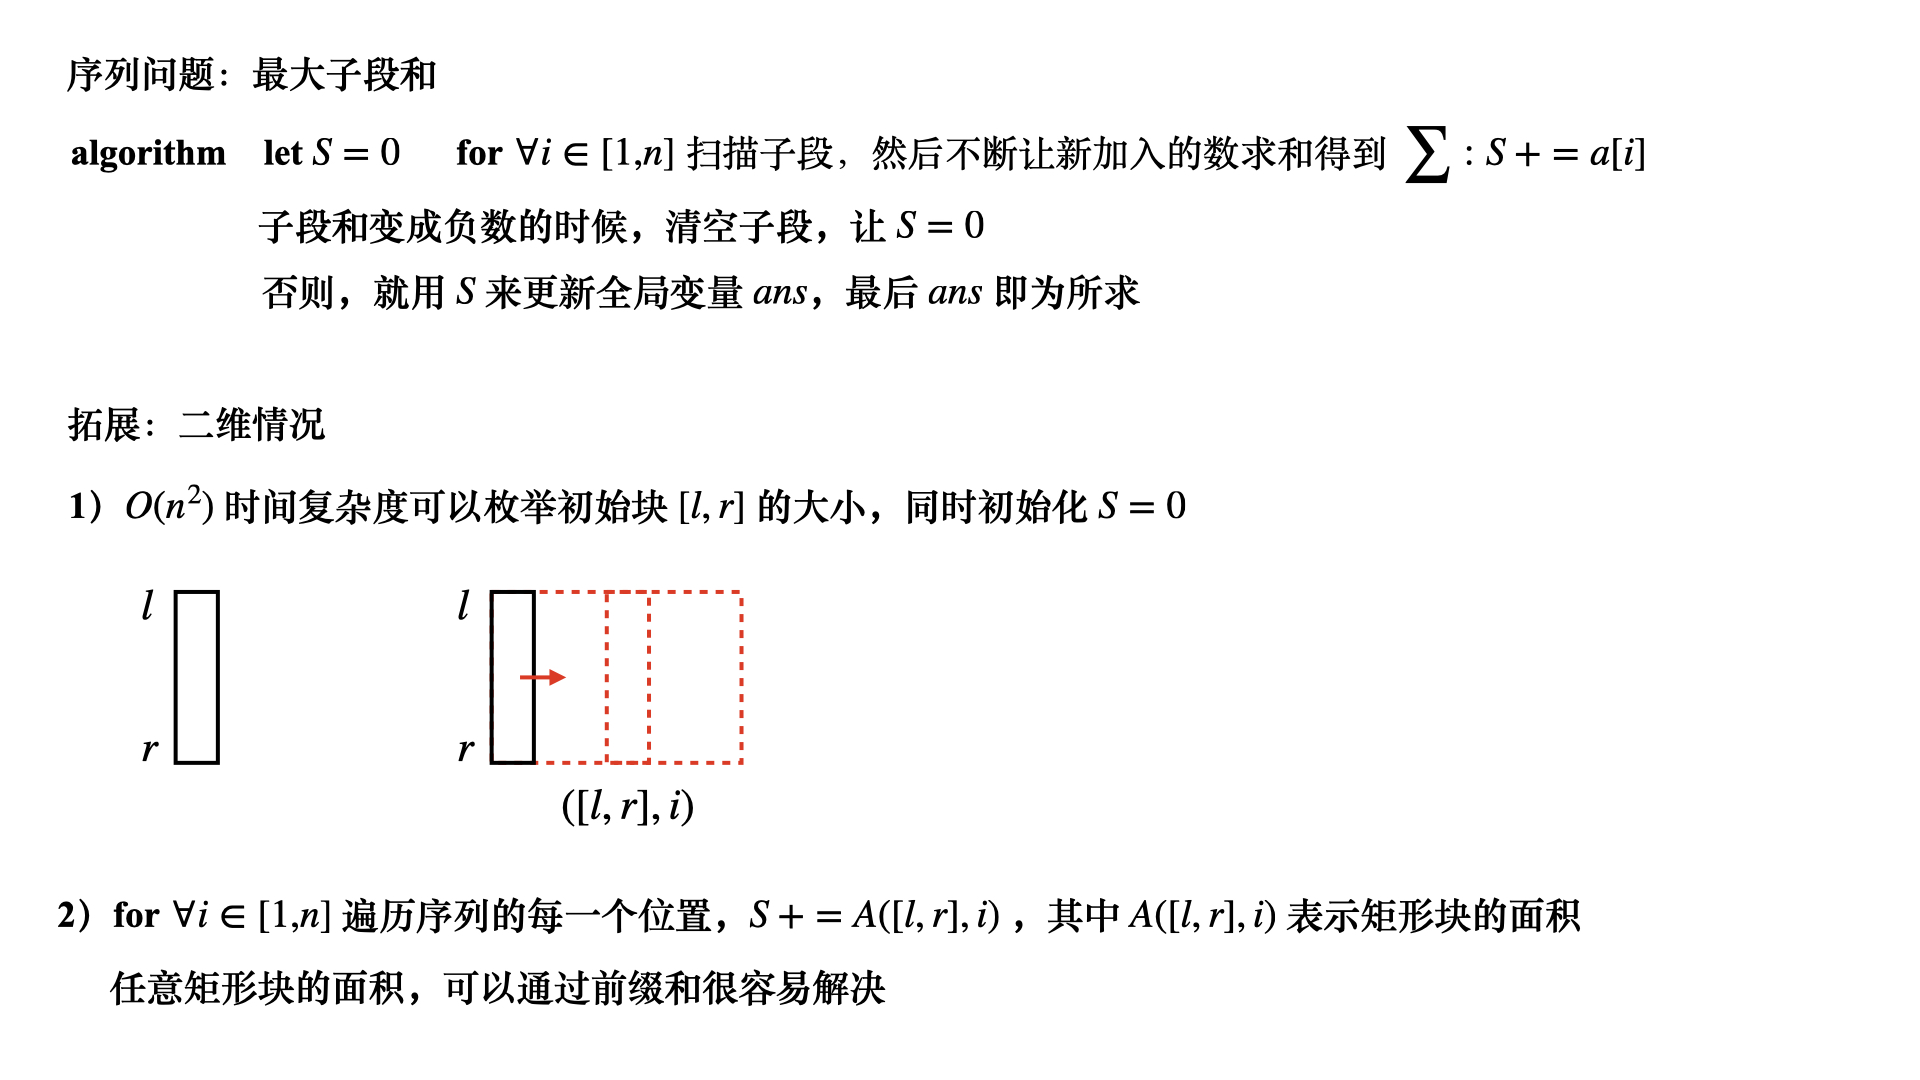 序列问题：最大子段和
algorithm let S = 0 for ∀i ∈ [1,n] 扫描子段，然后不断让新加入的数求和得到 ∑ : S + = a[i]
子段和变成负数的时候，清空子段，让 S = 0
否则，就用 S 来更新全局变量 ans，最后 ans 即为所求
拓展：二维情况
1）O(n²) 时间复杂度可以枚举初始块 [l, r] 的大小，同时初始化 S = 0
l l
r r
([l, r], i)
2）for ∀i ∈ [1,n] 遍历序列的每一个位置，S + = A([l, r], i) ，其中 A([l, r], i) 表示矩形块的面积
任意矩形块的面积，可以通过前缀和很容易解决